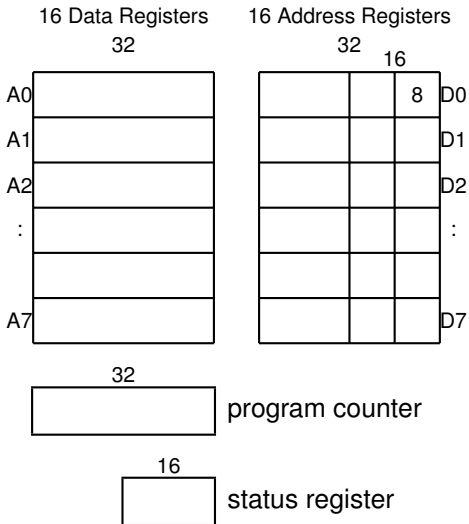 16 Data Registers 16 Address Registers
32 32
16
A0 8 D0
A1 D1
A2 D2
: :
A7 D7
32
program counter
16
status register